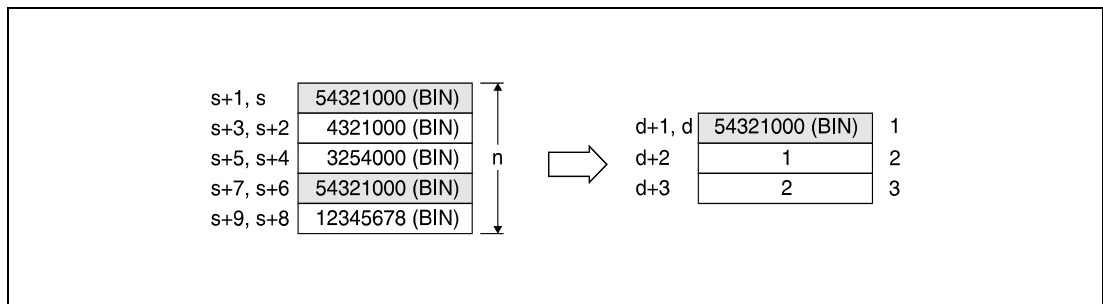 s+1, s 54321000 (BIN)
s+3, s+2 4321000 (BIN)
s+5, s+4 3254000 (BIN)
s+7, s+6 54321000 (BIN)
s+9, s+8 12345678 (BIN)
n
d+1, d 54321000 (BIN) 1
d+2 1 2
d+3 2 3